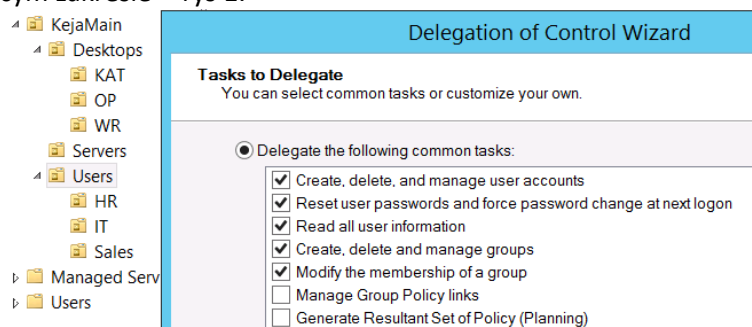 KejaMain
Desktops
KAT
OP
WR
Servers
Users
HR
IT
Sales
Managed Serv
Users
Delegation of Control Wizard
Tasks to Delegate
You can select common tasks or customize your own.
Delegate the following common tasks:
Create, delete, and manage user accounts
Reset user passwords and force password change at next logon
Read all user information
Create, delete and manage groups
Modify the membership of a group
Manage Group Policy links
Generate Resultant Set of Policy (Planning)